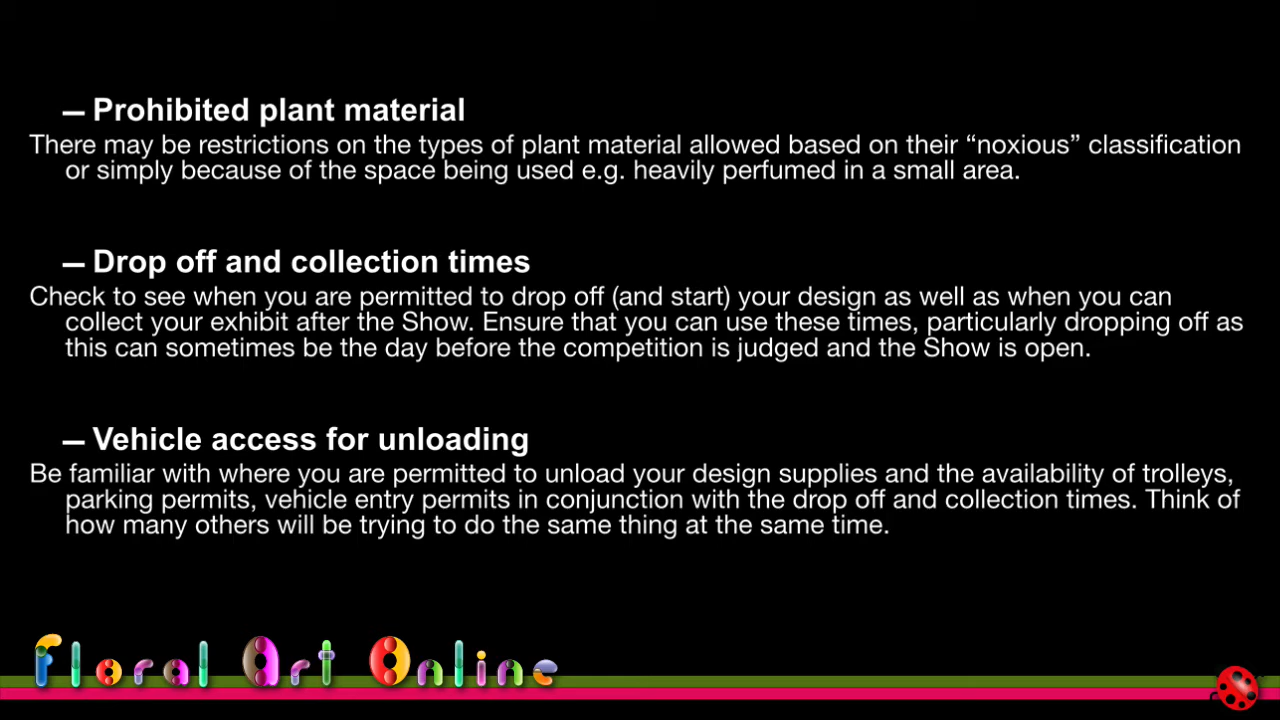 – Prohibited plant material
There may be restrictions on the types of plant material allowed based on their “noxious” classification
or simply because of the space being used e.g. heavily perfumed in a small area.
– Drop off and collection times
Check to see when you are permitted to drop off (and start) your design as well as when you can
collect your exhibit after the Show. Ensure that you can use these times, particularly dropping off as
this can sometimes be the day before the competition is judged and the Show is open.
– Vehicle access for unloading
Be familiar with where you are permitted to unload your design supplies and the availability of trolleys,
parking permits, vehicle entry permits in conjunction with the drop off and collection times. Think of
how many others will be trying to do the same thing at the same time.
Floral Art Online